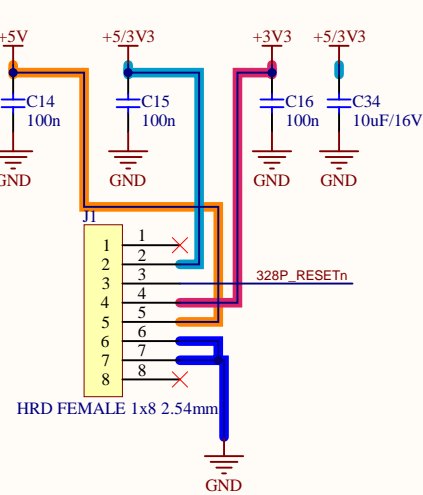 +5V
+5/3V3
+3V3
+5/3V3
C14
100n
C15
100n
C16
100n
C34
10uF/16V
GND
GND
GND
GND
J1
1
1
2
2
3
3
328P_RESETn
4
4
5
5
6
6
7
7
8
8
HRD FEMALE 1x8 2.54mm
GND